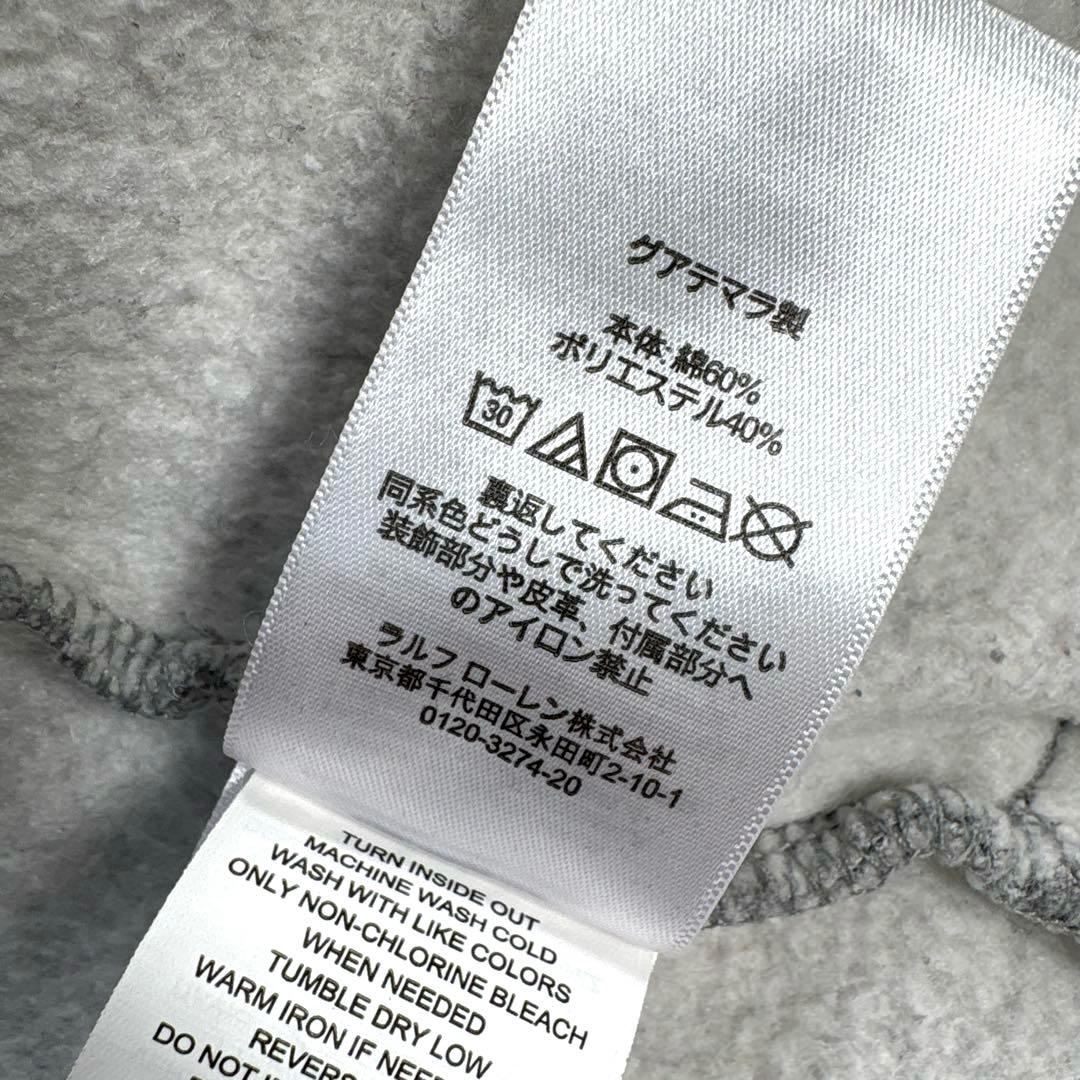 グアテマラ製
本体: 綿60%
ポリエステル40%
30
裏返してください
同系色どうしで洗ってください
装飾部分や皮革、付属部分へ
のアイロン禁止
ラルフ ローレン株式会社
東京都千代田区永田町2-10-1
0120-3274-20
TURN INSIDE OUT
MACHINE WASH COLD
WASH WITH LIKE COLORS
ONLY NON-CHLORINE BLEACH
WHEN NEEDED
TUMBLE DRY LOW
WARM IRON IF
DO NOT